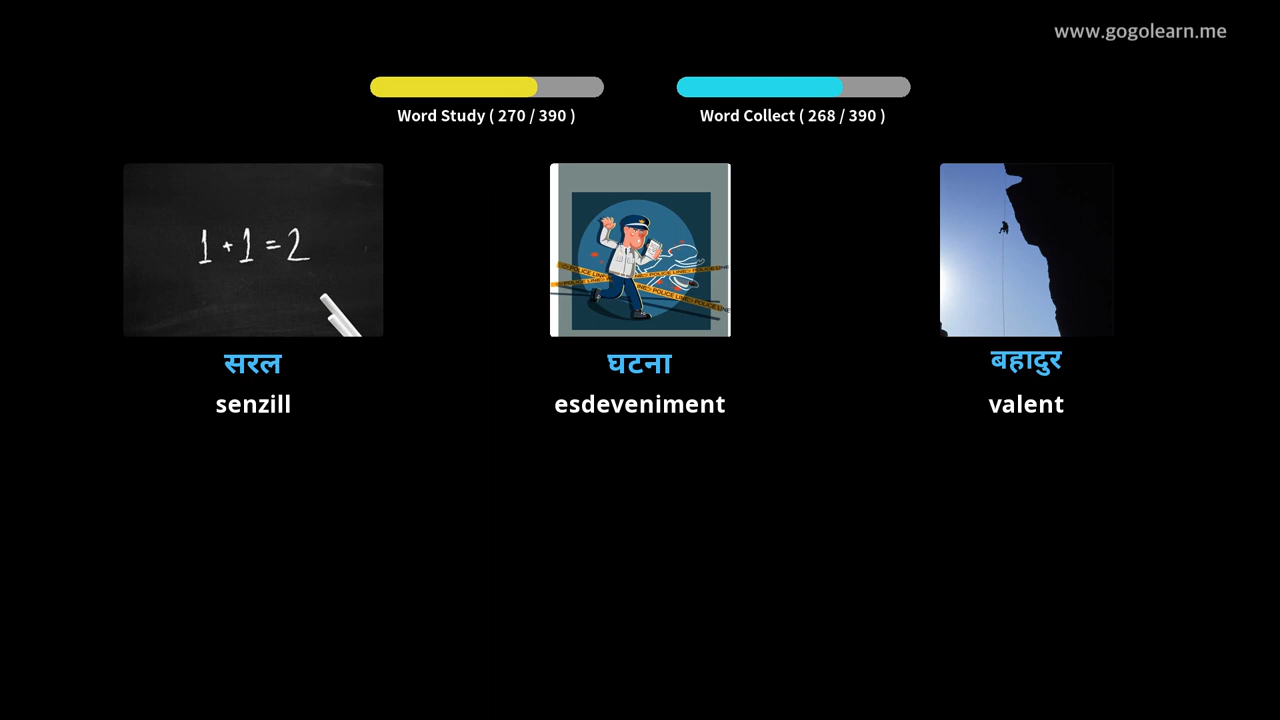 www.gogolearn.me
Word Study ( 270 / 390 )
Word Collect ( 268 / 390 )
1 + 1 = 2
सरल
घटना
बहादुर
senzill
esdeveniment
valent